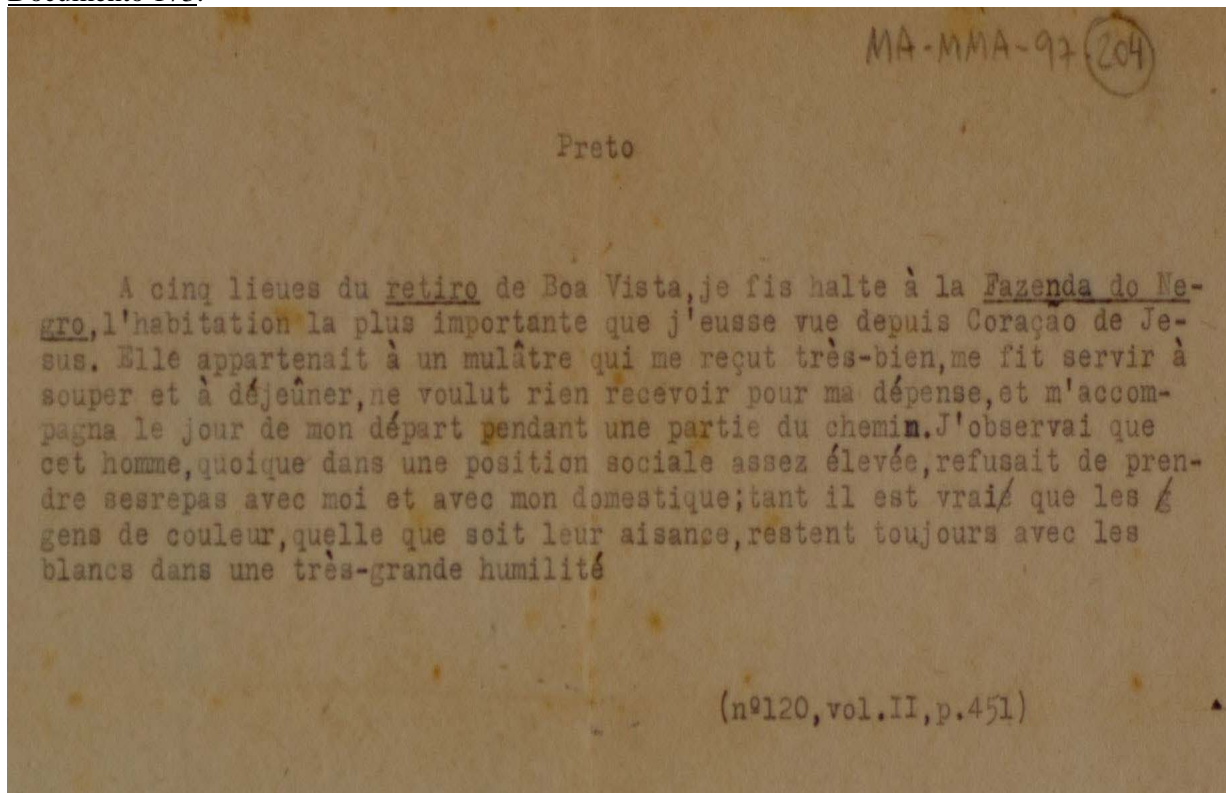 MA-MMA-97 204
Preto
A cinq lieues du retiro de Boa Vista,je fis halte à la Fazenda do Ne-
gro,l'habitation la plus importante que j'eusse vue depuis Coração de Je-
sus. Elle appartenait à un mulâtre qui me reçut très-bien,me fit servir à
souper et à déjeûner,ne voulut rien recevoir pour ma dépense,et m'accom-
pagna le jour de mon départ pendant une partie du chemin.J'observai que
cet homme,quoique dans une position sociale assez élevée,refusait de pren-
dre sesrepas avec moi et avec mon domestique;tant il est vrai que les
gens de couleur,quelle que soit leur aisance,restent toujours avec les
blancs dans une très-grande humilité
(nº120,vol.II,p.451)